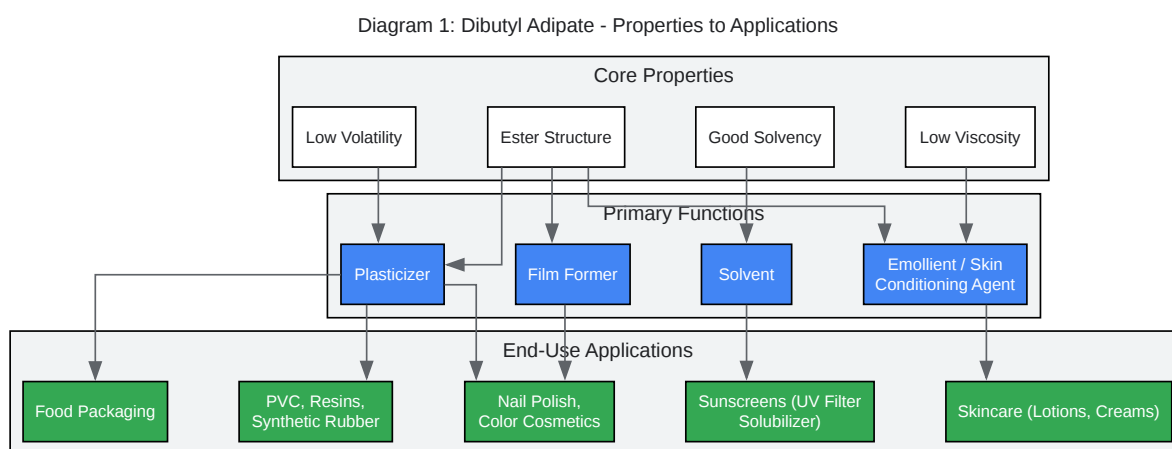 Diagram 1: Dibutyl Adipate - Properties to Applications
Core Properties
Low Volatility
Ester Structure
Good Solvency
Low Viscosity
Primary Functions
Plasticizer
Film Former
Solvent
Emollient / Skin
Conditioning Agent
End-Use Applications
Food Packaging
PVC, Resins,
Synthetic Rubber
Nail Polish,
Color Cosmetics
Sunscreens (UV Filter
Solubilizer)
Skincare (Lotions, Creams)